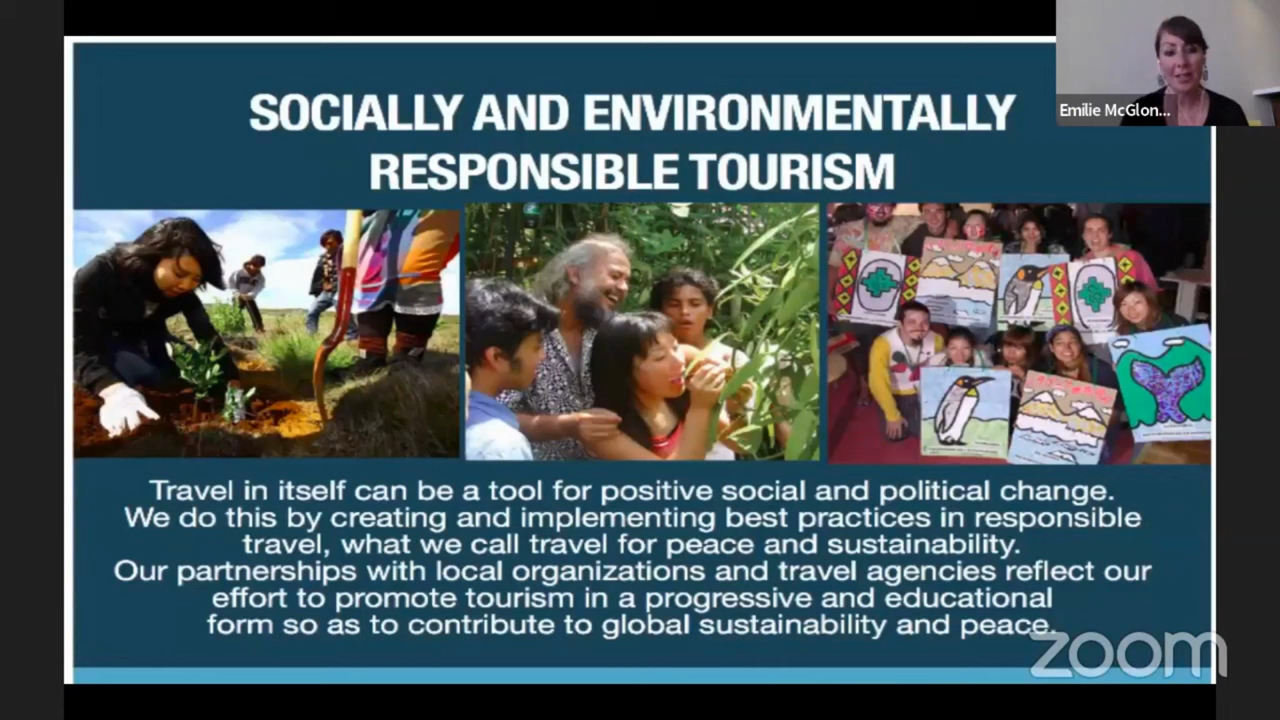 SOCIALLY AND ENVIRONMENTALLY
RESPONSIBLE TOURISM
Emilie McGlon...
Travel in itself can be a tool for positive social and political change.
We do this by creating and implementing best practices in responsible
travel, what we call travel for peace and sustainability.
Our partnerships with local organizations and travel agencies reflect our
effort to promote tourism in a progressive and educational
form so as to contribute to global sustainability and peace.
zoom